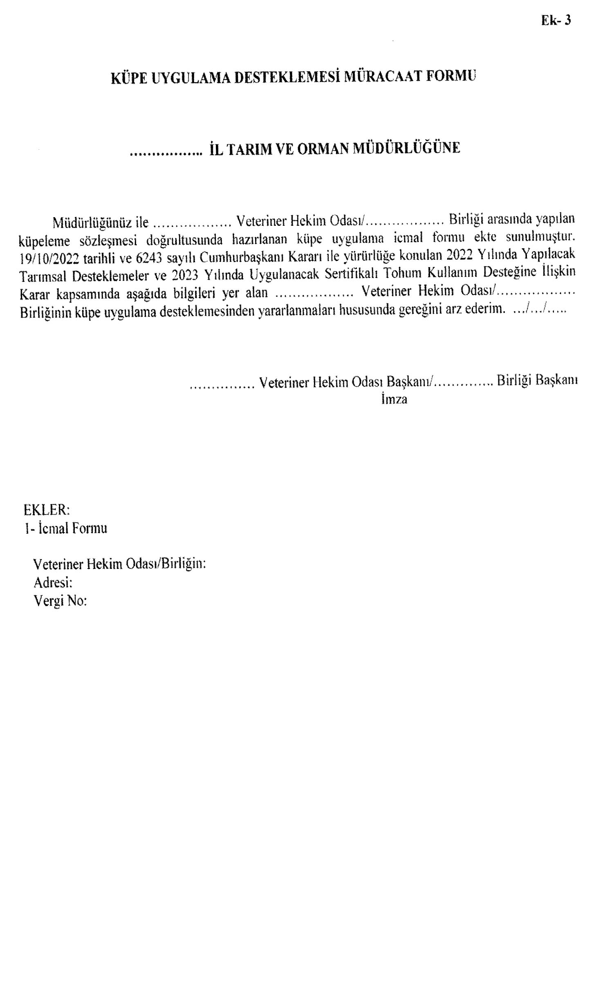 Ek- 3
KÜPE UYGULAMA DESTEKLEMESİ MÜRACAAT FORMU
................. İL TARIM VE ORMAN MÜDÜRLÜĞÜNE
Müdürlüğünüz ile .................. Veteriner Hekim Odası/.................. Birliği arasında yapılan
küpeleme sözleşmesi doğrultusunda hazırlanan küpe uygulama icmal formu ekte sunulmuştur.
19/10/2022 tarihli ve 6243 sayılı Cumhurbaşkanı Kararı ile yürürlüğe konulan 2022 Yılında Yapılacak
Tarımsal Desteklemeler ve 2023 Yılında Uygulanacak Sertifikalı Tohum Kullanım Desteğine İlişkin
Karar kapsamında aşağıda bilgileri yer alan .................. Veteriner Hekim Odası/..................
Birliğinin küpe uygulama desteklemesinden yararlanmaları hususunda gereğini arz ederim. .../.../.....
............... Veteriner Hekim Odası Başkanı/.............. Birliği Başkanı
İmza
EKLER:
1- İcmal Formu
Veteriner Hekim Odası/Birliğin:
Adresi:
Vergi No: